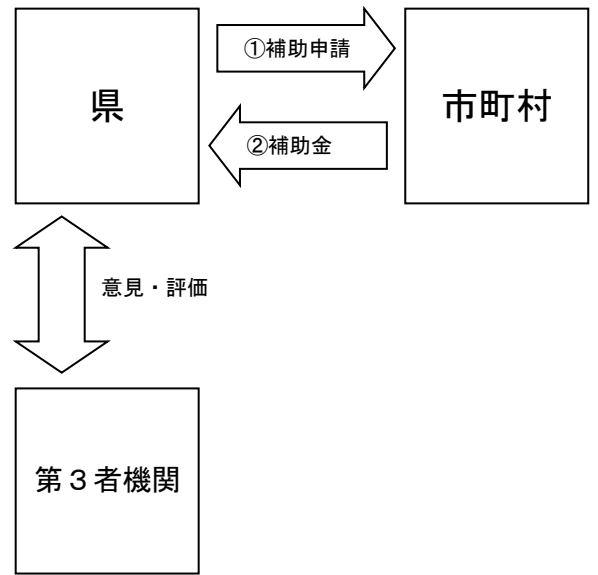 県
①補助申請
市町村
②補助金
意見・評価
第３者機関